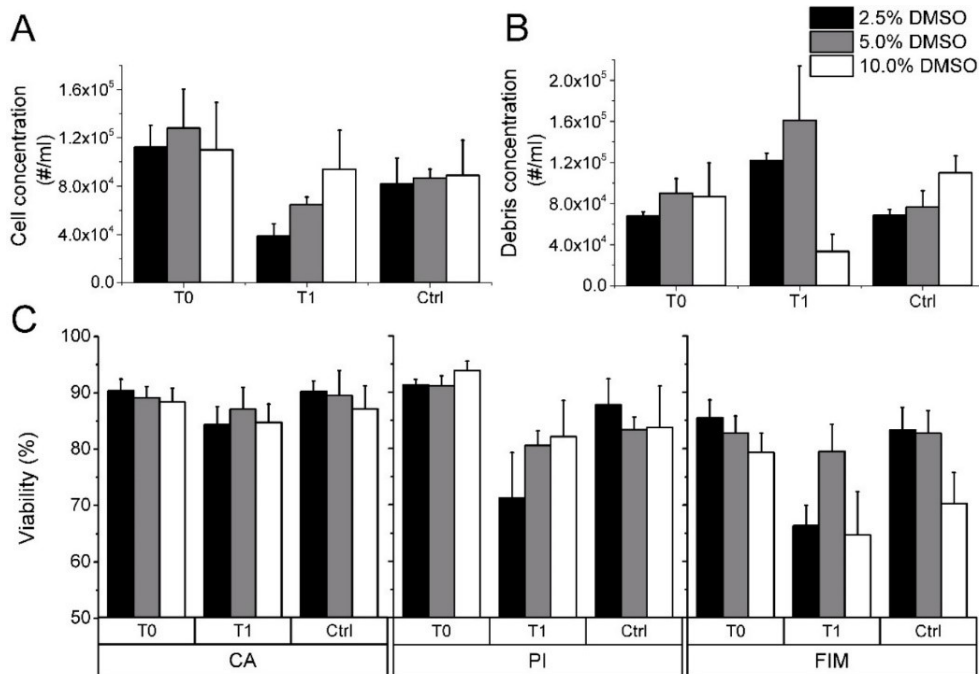 A
Cell concentration
(#/ml)
1.6x10⁵
1.2x10⁵
8.0x10⁴
4.0x10⁴
0.0
T0 T1 Ctrl
B
2.5% DMSO
5.0% DMSO
10.0% DMSO
Debris concentration
(#/ml)
2.0x10⁵
1.6x10⁵
1.2x10⁵
8.0x10⁴
4.0x10⁴
0.0
T0 T1 Ctrl
C
Viability (%)
100
90
80
70
60
50
T0 T1 Ctrl T0 T1 Ctrl T0 T1 Ctrl
CA PI FIM